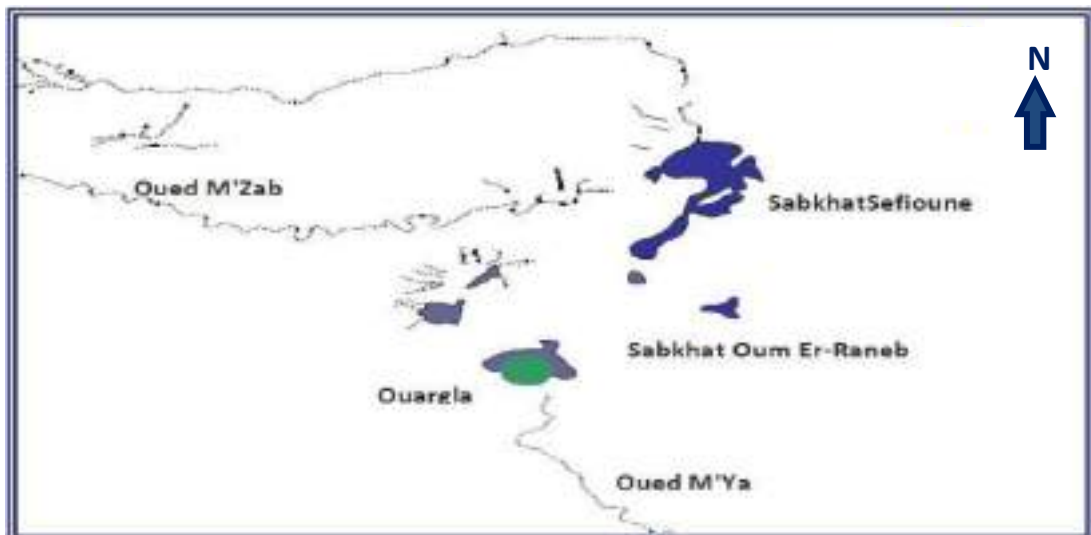 N
Oued M'Zab
SabkhatSefioune
Sabkhat Oum Er-Raneb
Ouargla
Oued M'Ya